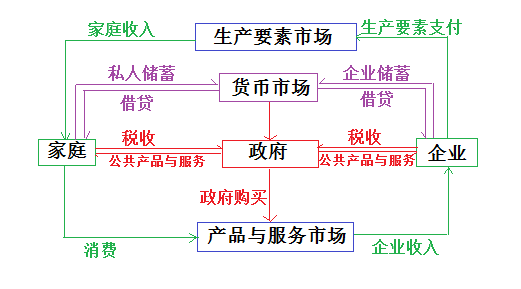 家庭收入
生产要素市场
生产要素支付
私人储蓄
货币市场
企业储蓄
借贷
借贷
家庭
税收
公共产品与服务
政府
税收
公共产品与服务
企业
政府购买
消费
产品与服务市场
企业收入